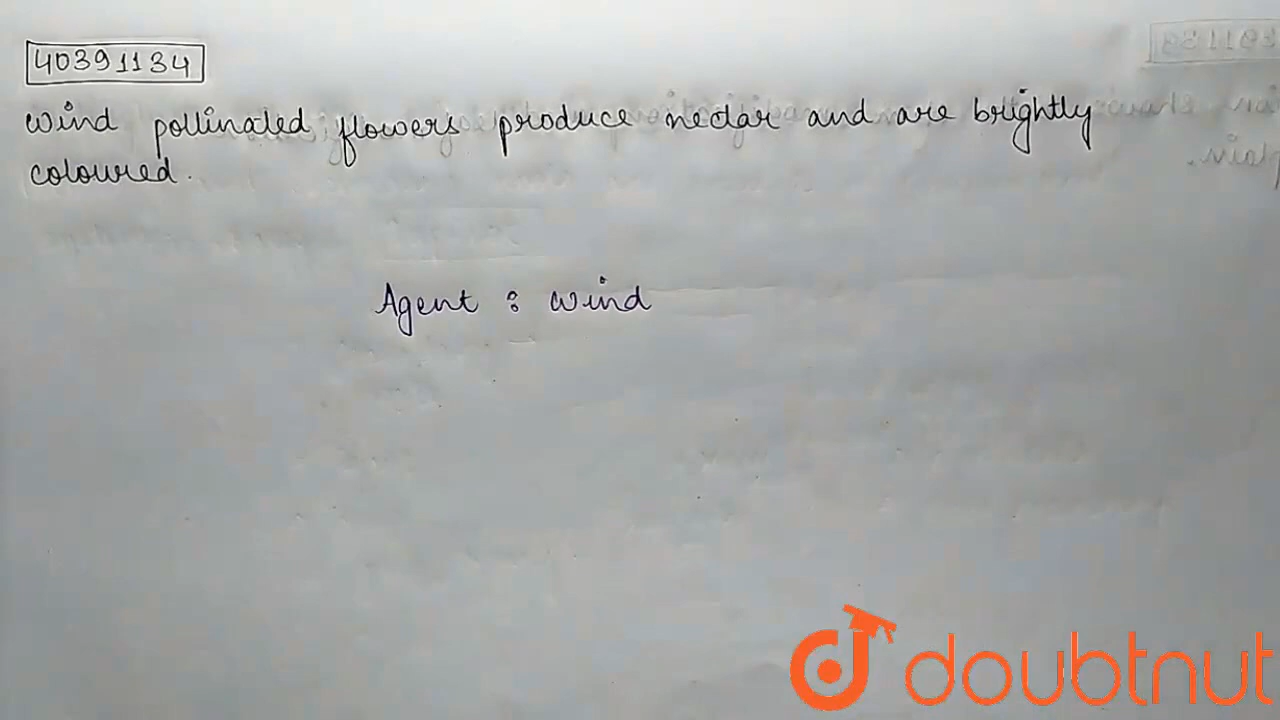 40391134
Wind pollinated flowers produce nectar and are brightly
coloured.
Agent : Wind
doubtnut